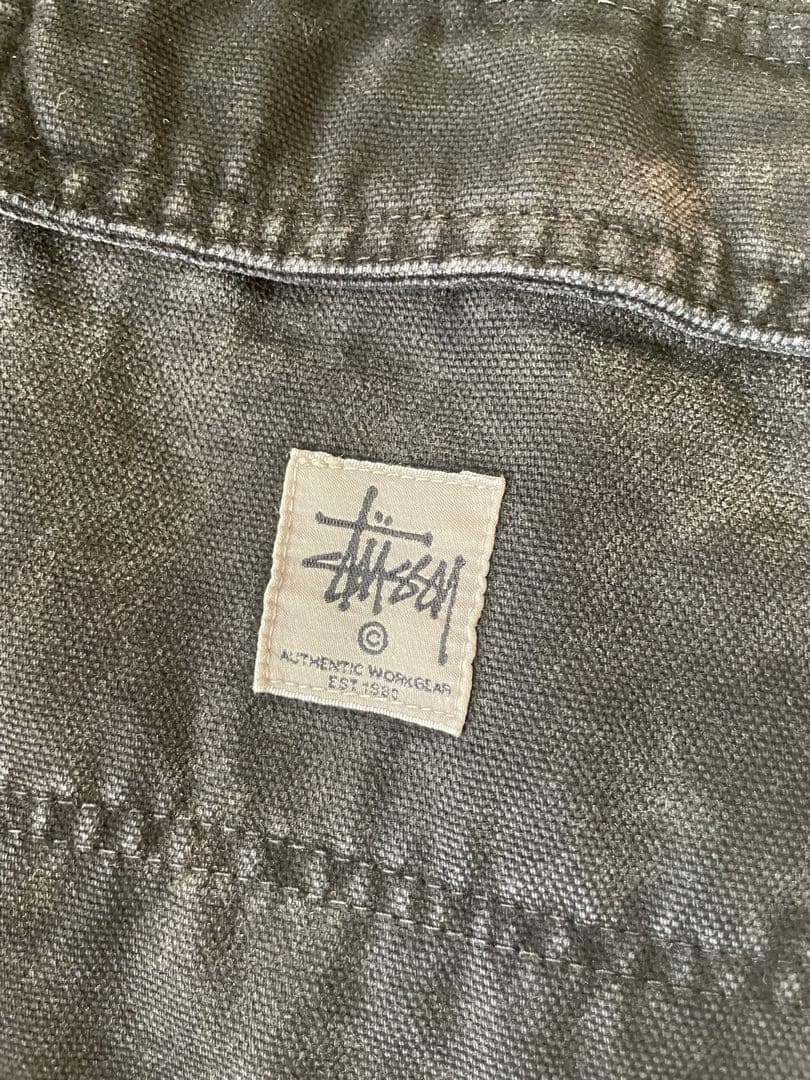 Stüssy
©
AUTHENTIC WORKGEAR
EST 1980